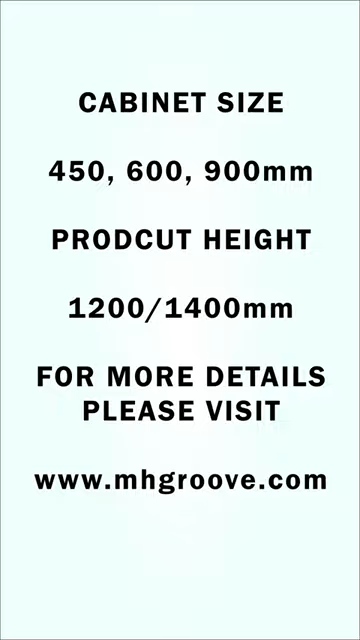 CABINET SIZE
450, 600, 900mm
PRODCUT HEIGHT
1200/1400mm
FOR MORE DETAILS
PLEASE VISIT
www.mhgroove.com